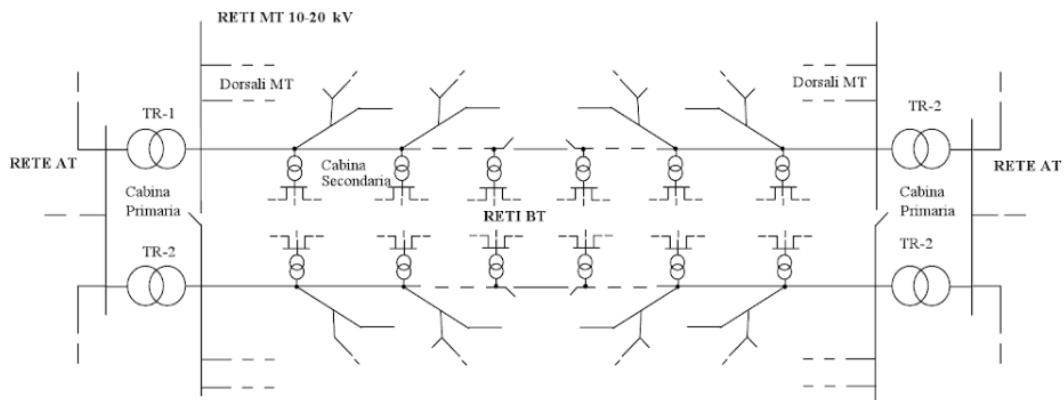 RETI MT 10-20 kV
Dorsali MT
Dorsali MT
TR-1
TR-2
RETE AT
Cabina
Secondaria
RETE AT
Cabina
Primaria
Cabina
Primaria
RETI BT
TR-2
TR-2